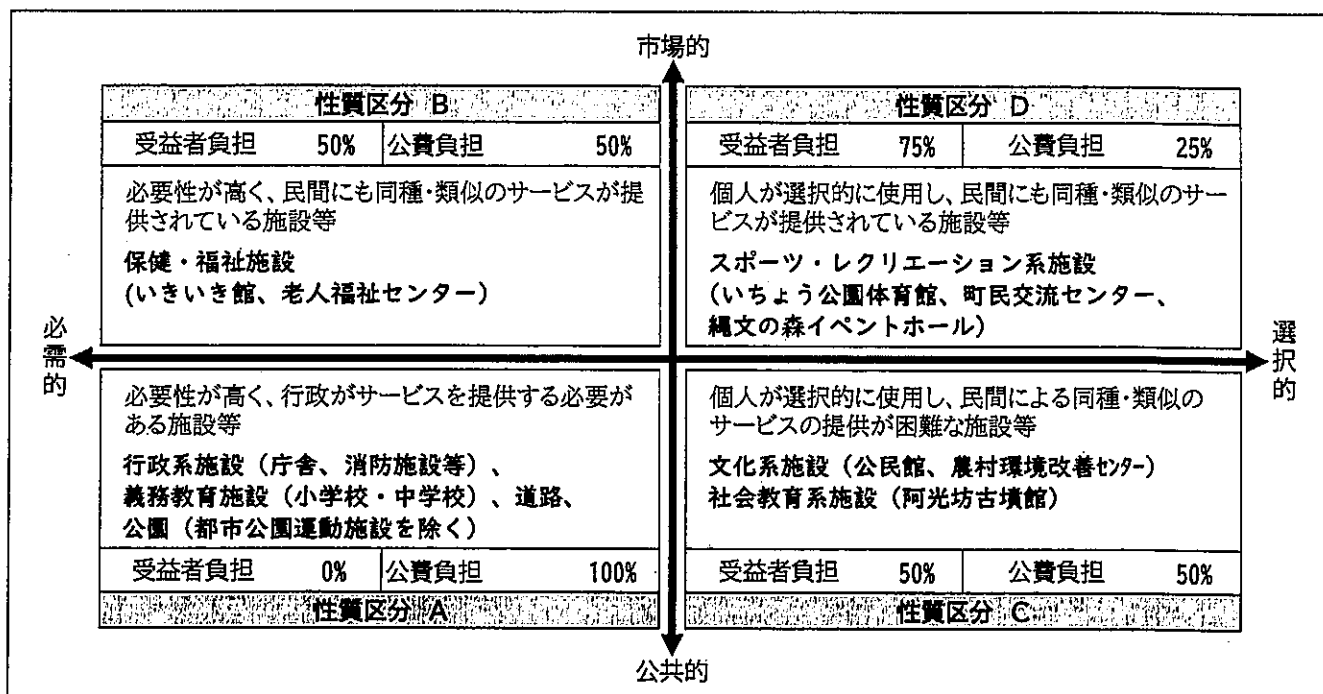 市場的
性質区分 B
受益者負担 50% 公費負担 50%
必要性が高く、民間にも同種・類似のサービスが提
供されている施設等
保健・福祉施設
(いきいき館、老人福祉センター)
性質区分 D
受益者負担 75% 公費負担 25%
個人が選択的に使用し、民間にも同種・類似のサー
ビスが提供されている施設等
スポーツ・レクリエーション系施設
(いちょう公園体育館、町民交流センター、
縄文の森イベントホール)
必需的
選択的
必要性が高く、行政がサービスを提供する必要が
ある施設等
行政系施設（庁舎、消防施設等）、
義務教育施設（小学校・中学校）、道路、
公園（都市公園運動施設を除く）
受益者負担 0% 公費負担 100%
性質区分 A
個人が選択的に使用し、民間による同種・類似の
サービスの提供が困難な施設等
文化系施設（公民館、農村環境改善センター）
社会教育系施設（阿光坊古墳館）
受益者負担 50% 公費負担 50%
性質区分 C
公共的